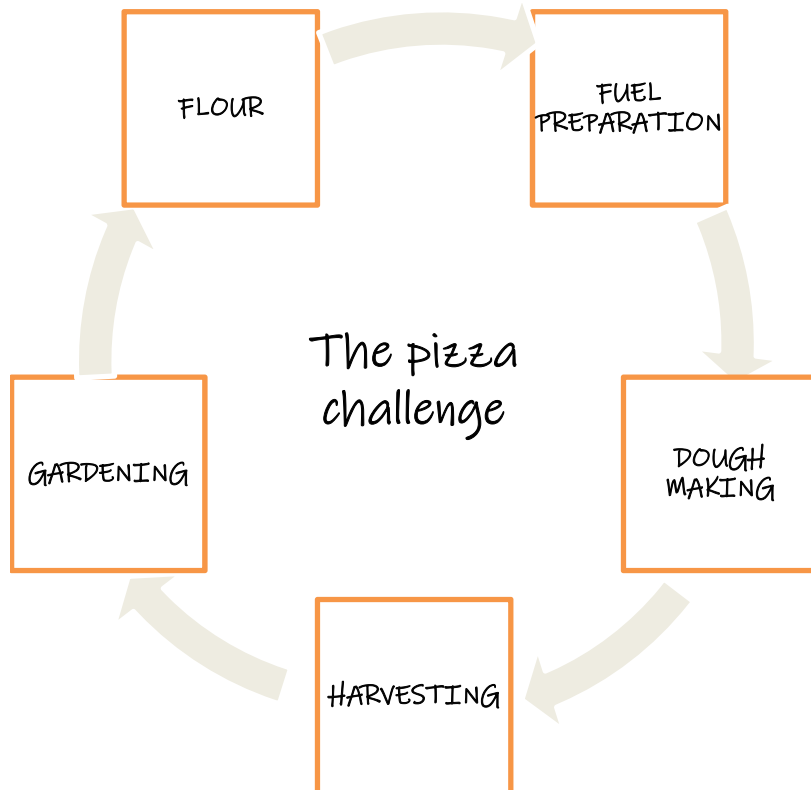 FLOUR
FUEL
PREPARATION
The pizza
challenge
DOUGH
MAKING
GARDENING
HARVESTING